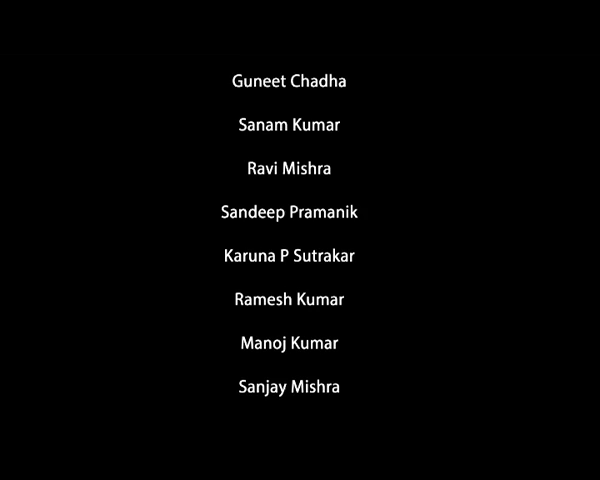 Guneet Chadha
Sanam Kumar
Ravi Mishra
Sandeep Pramanik
Karuna P Sutrakar
Ramesh Kumar
Manoj Kumar
Sanjay Mishra